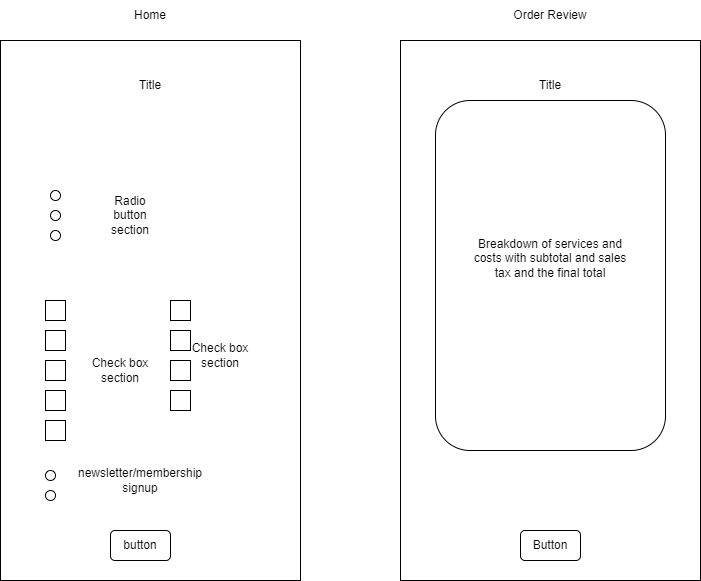 Home
Order Review
Title
Title
Radio
button
section
Breakdown of services and
costs with subtotal and sales
tax and the final total
Check box
section
Check box
section
newsletter/membership
signup
button
Button